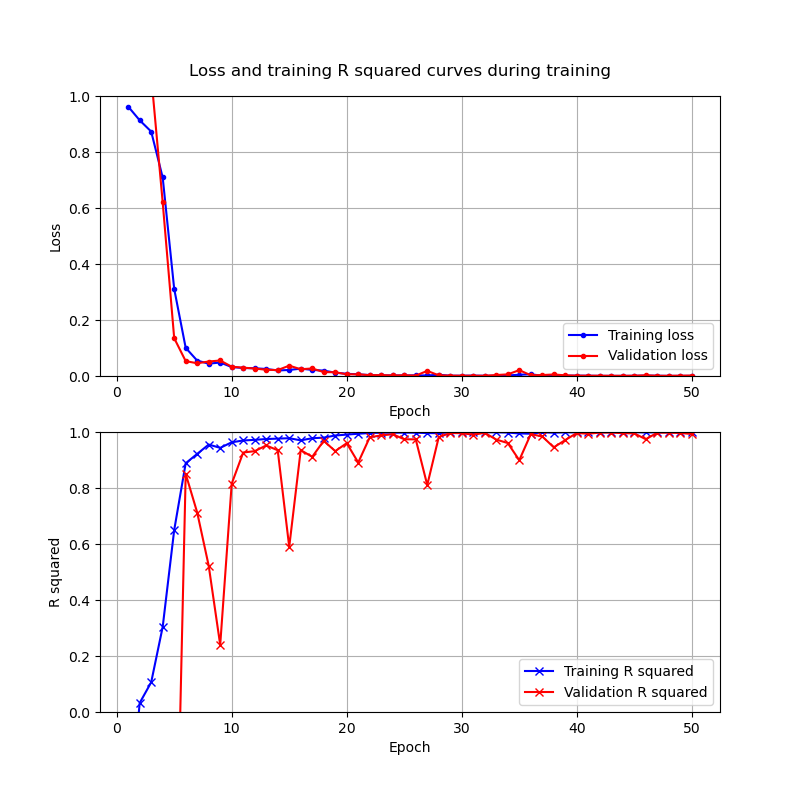 Loss and training R squared curves during training
1.0
0.8
0.6
0.4
0.2
0.0
Loss
0
10
20
30
40
50
Epoch
Training loss
Validation loss
1.0
0.8
0.6
0.4
0.2
0.0
R squared
0
10
20
30
40
50
Epoch
Training R squared
Validation R squared